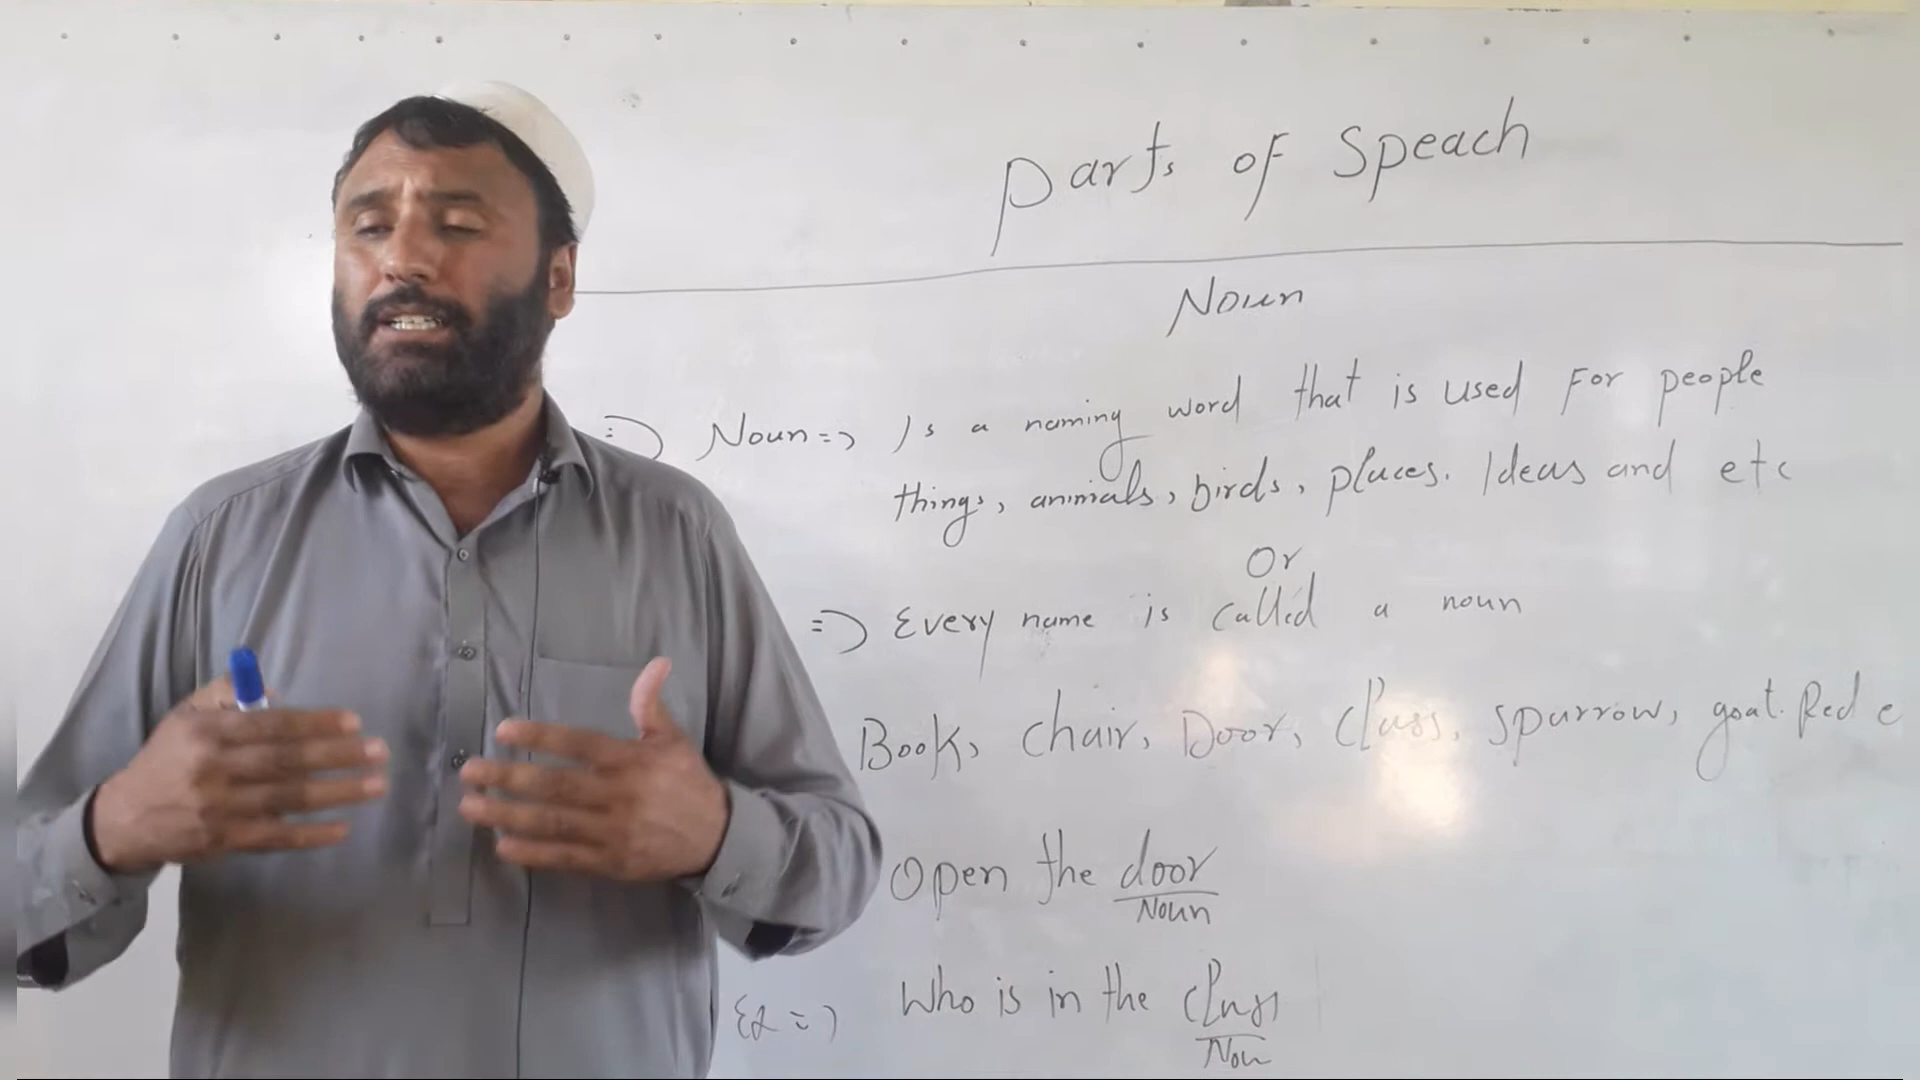 Parts of Speach
Noun
=> Noun => Is a naming word that is used For people
things, animals, birds, places. Ideas and etc
Or
=> Every name is called a noun
Book, Chair, Door, Class, Sparrow, goat. Red e
Open the door
Noun
Ex => Who is in the Class
Noun